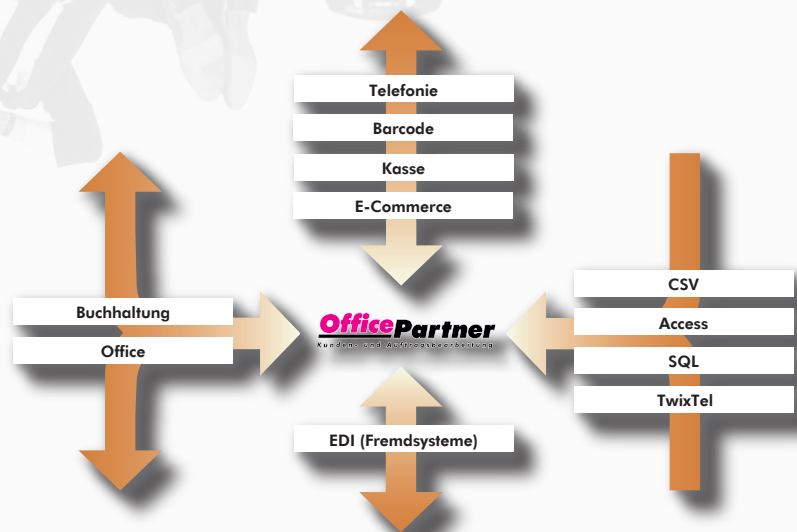 Telefonie
Barcode
Kasse
E-Commerce
Buchhaltung
Office
OfficePartner
Kunden- und Auftragsbearbeitung
CSV
Access
SQL
TwixTel
EDI (Fremdsysteme)